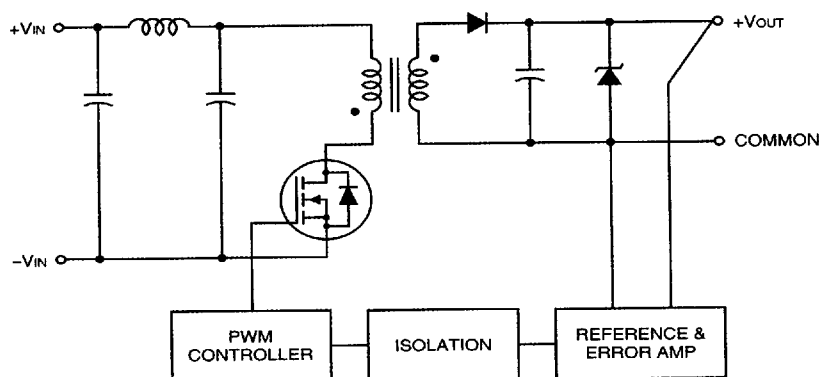 +VIN
+VOUT
COMMON
−VIN
PWM
CONTROLLER
ISOLATION
REFERENCE &
ERROR AMP